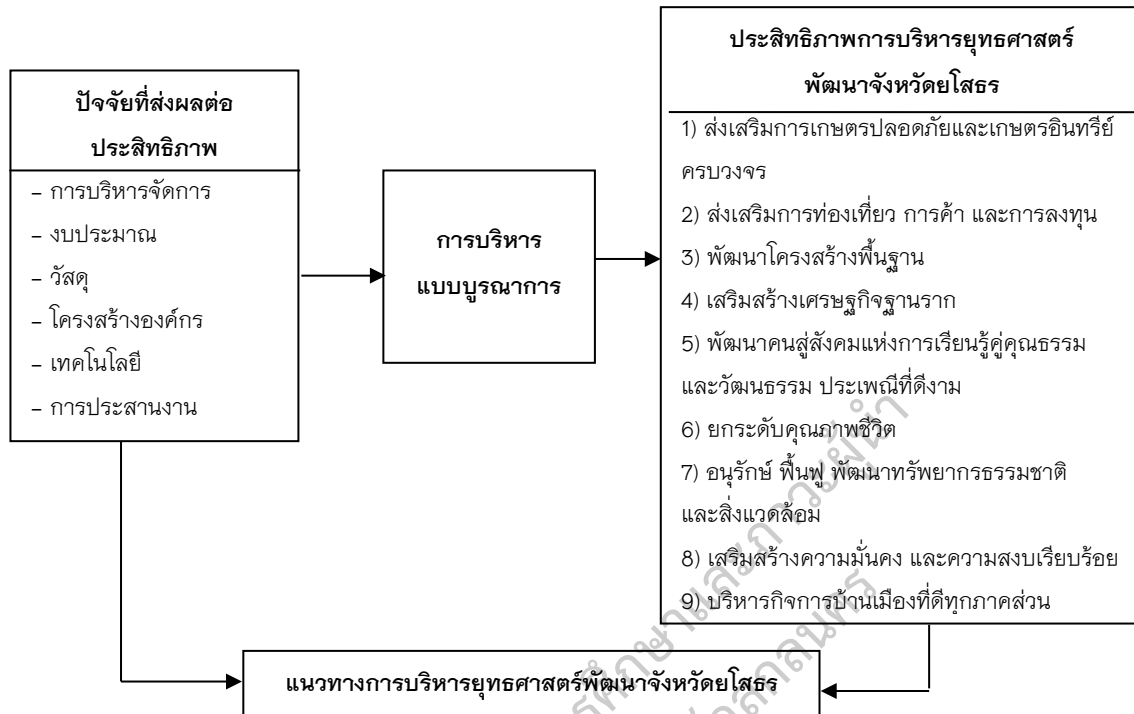 ปัจจัยที่ส่งผลต่อ
ประสิทธิภาพ
– การบริหารจัดการ
– งบประมาณ
– วัสดุ
– โครงสร้างองค์กร
– เทคโนโลยี
– การประสานงาน
การบริหาร
แบบบูรณาการ
ประสิทธิภาพการบริหารยุทธศาสตร์
พัฒนาจังหวัดยโสธร
1) ส่งเสริมการเกษตรปลอดภัยและเกษตรอินทรีย์
ครบวงจร
2) ส่งเสริมการท่องเที่ยว การค้า และการลงทุน
3) พัฒนาโครงสร้างพื้นฐาน
4) เสริมสร้างเศรษฐกิจฐานราก
5) พัฒนาคนสู่สังคมแห่งการเรียนรู้คู่คุณธรรม
และวัฒนธรรม ประเพณีที่ดีงาม
6) ยกระดับคุณภาพชีวิต
7) อนุรักษ์ ฟื้นฟู พัฒนาทรัพยากรธรรมชาติ
และสิ่งแวดล้อม
8) เสริมสร้างความมั่นคง และความสงบเรียบร้อย
9) บริหารกิจการบ้านเมืองที่ดีทุกภาคส่วน
แนวทางการบริหารยุทธศาสตร์พัฒนาจังหวัดยโสธร